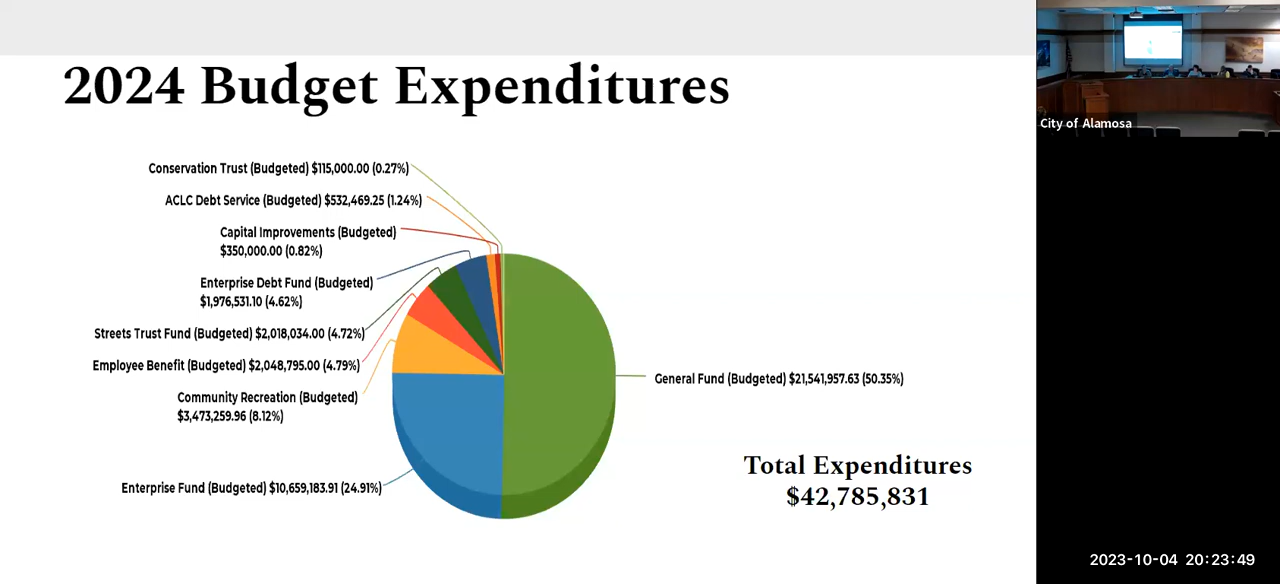 2024 Budget Expenditures
City of Alamosa
Conservation Trust (Budgeted) $115,000.00 (0.27%)
ACLC Debt Service (Budgeted) $532,469.25 (1.24%)
Capital Improvements (Budgeted)
$350,000.00 (0.82%)
Enterprise Debt Fund (Budgeted)
$1,976,531.10 (4.62%)
Streets Trust Fund (Budgeted) $2,018,034.00 (4.72%)
Employee Benefit (Budgeted) $2,048,795.00 (4.79%)
Community Recreation (Budgeted)
$3,473,259.96 (8.12%)
Enterprise Fund (Budgeted) $10,659,183.91 (24.91%)
General Fund (Budgeted) $21,541,957.63 (50.35%)
Total Expenditures
$42,785,831
2023-10-04 20:23:49